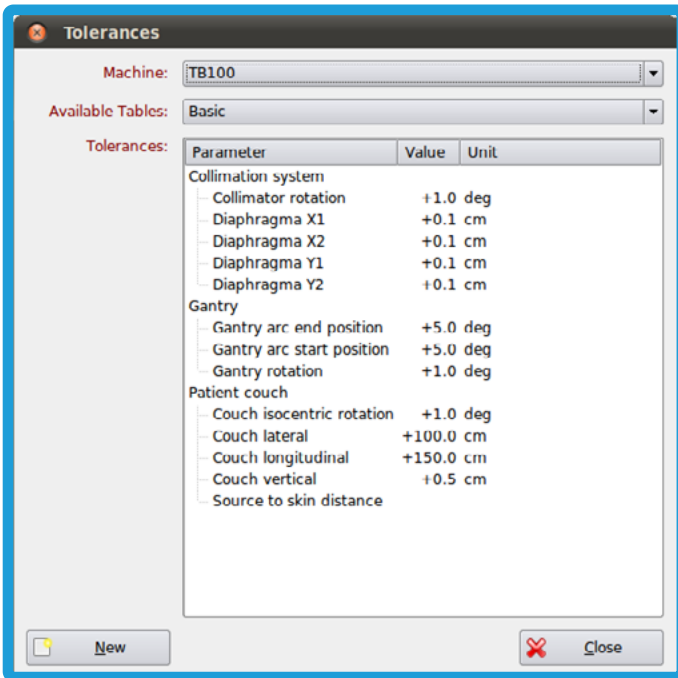 Tolerances
Machine: TB100
Available Tables: Basic
Tolerances:
Parameter Value Unit
Collimation system
Collimator rotation +1.0 deg
Diaphragma X1 +0.1 cm
Diaphragma X2 +0.1 cm
Diaphragma Y1 +0.1 cm
Diaphragma Y2 +0.1 cm
Gantry
Gantry arc end position +5.0 deg
Gantry arc start position +5.0 deg
Gantry rotation +1.0 deg
Patient couch
Couch isocentric rotation +1.0 deg
Couch lateral +100.0 cm
Couch longitudinal +150.0 cm
Couch vertical +0.5 cm
Source to skin distance
New Close